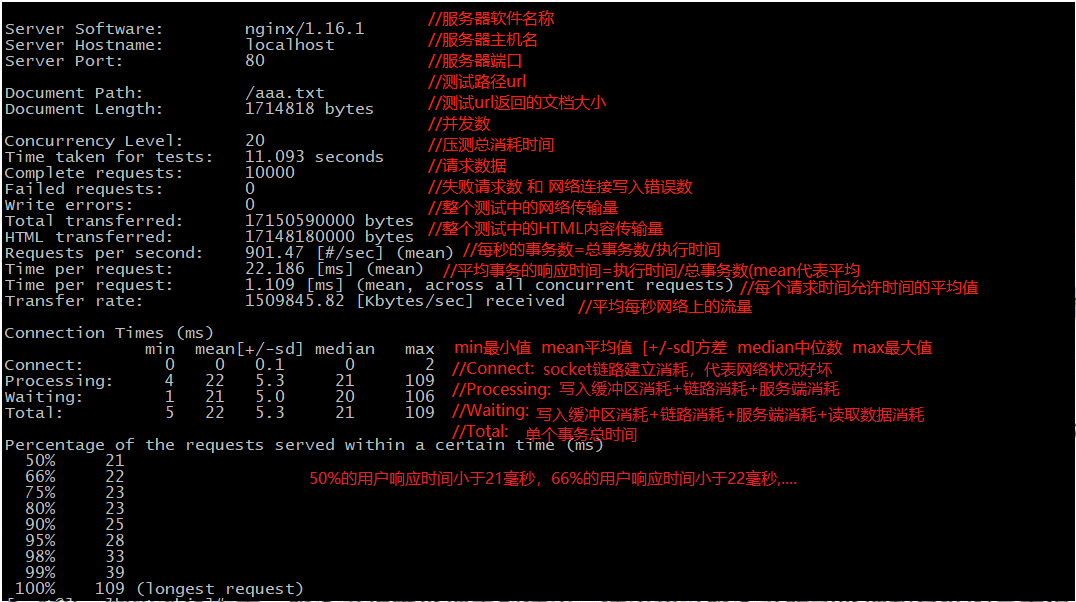 //服务器软件名称
Server Software:        nginx/1.16.1
//服务器主机名
Server Hostname:        localhost
Server Port:            80 //服务器端口
//测试路径url
Document Path:          /aaa.txt
Document Length:        1714818 bytes //测试url返回的文档大小
//并发数
Concurrency Level:      20
//压测总消耗时间
Time taken for tests:   11.093 seconds
//请求数据
Complete requests:      10000
Failed requests:        0 //失败请求数 和 网络连接写入错误数
Write errors:           0 //整个测试中的网络传输量
Total transferred:      17150590000 bytes
HTML transferred:       17148180000 bytes //整个测试中的HTML内容传输量
Requests per second:    901.47 [#/sec] (mean) //每秒的事务数=总事务数/执行时间
Time per request:       22.186 [ms] (mean) //平均事务的响应时间=执行时间/总事务数(mean代表平均
Time per request:       1.109 [ms] (mean, across all concurrent requests) //每个请求时间允许时间的平均值
Transfer rate:          1509845.82 [Kbytes/sec] received //平均每秒网络上的流量
Connection Times (ms)
min  mean[+/-sd] median   max min最小值 mean平均值 [+/-sd]方差 median中位数 max最大值
Connect:        0    0   0.1      0       2 //Connect: socket链路建立消耗，代表网络状况好坏
Processing:     4   22   5.3     21     109 //Processing: 写入缓冲区消耗+链路消耗+服务端消耗
Waiting:        1   21   5.0     20     106 //Waiting: 写入缓冲区消耗+链路消耗+服务端消耗+读取数据消耗
Total:          5   22   5.3     21     109 //Total: 单个事务总时间
Percentage of the requests served within a certain time (ms)
50%     21
66%     22 50%的用户响应时间小于21毫秒，66%的用户响应时间小于22毫秒,....
75%     23
80%     23
90%     25
95%     28
98%     33
99%     39
100%    109 (longest request)